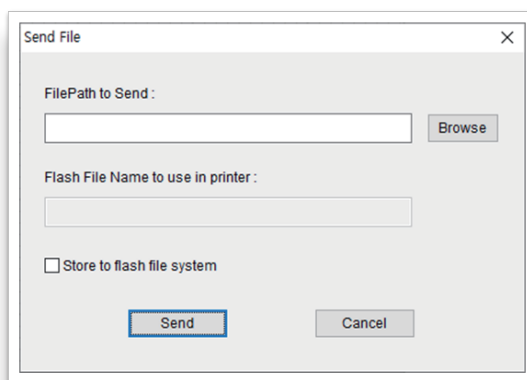 Send File
FilePath to Send :
Browse
Flash File Name to use in printer :
Store to flash file system
Send
Cancel